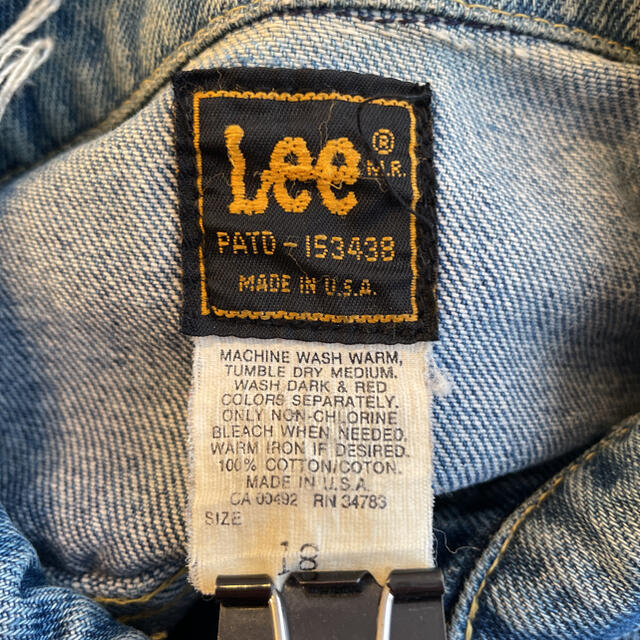 Lee ®
M.R.
PATD-153438
MADE IN U.S.A.
MACHINE WASH WARM,
TUMBLE DRY MEDIUM.
WASH DARK & RED
COLORS SEPARATELY.
ONLY NON-CHLORINE
BLEACH WHEN NEEDED.
WARM IRON IF DESIRED.
100% COTTON/COTON.
MADE IN U.S.A.
CA 00492 RN 34783
SIZE
18